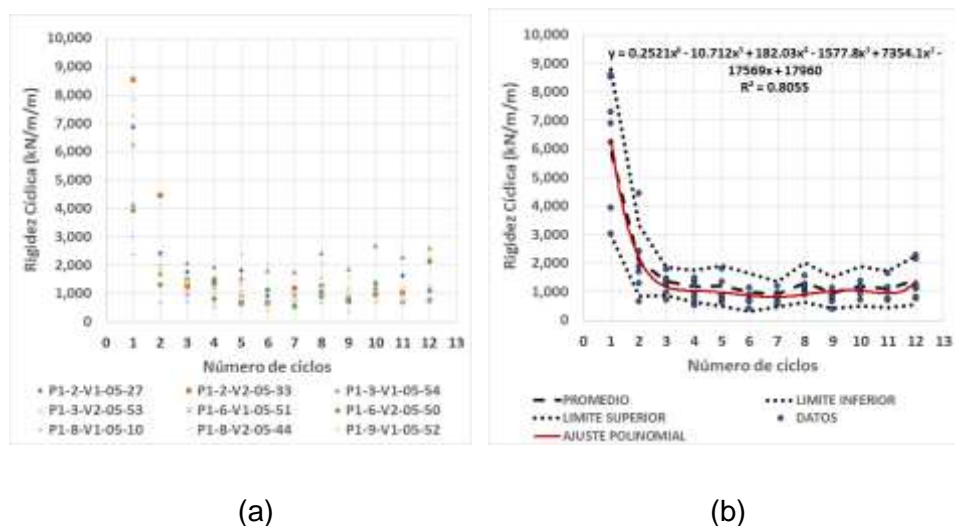 10,000
9,000
8,000
7,000
6,000
5,000
4,000
3,000
2,000
1,000
0
Rigidez Cíclica (kN/m/m)
0 1 2 3 4 5 6 7 8 9 10 11 12 13
Número de ciclos
P1-2-V1-05-27 P1-2-V2-05-33 P1-3-V1-05-54
P1-3-V2-05-53 P1-6-V1-05-51 P1-6-V2-05-50
P1-8-V1-05-10 P1-8-V2-05-44 P1-9-V1-05-52
(a)
10,000
9,000
8,000
7,000
6,000
5,000
4,000
3,000
2,000
1,000
0
Rigidez Cíclica (kN/m/m)
y = 0.2521x⁶ - 10.712x⁵ + 182.03x⁴ - 1577.8x³ + 7354.1x² -
17569x + 17960
R² = 0.8055
0 1 2 3 4 5 6 7 8 9 10 11 12 13
Número de ciclos
PROMEDIO LIMITE INFERIOR
LIMITE SUPERIOR DATOS
AJUSTE POLINOMIAL
(b)